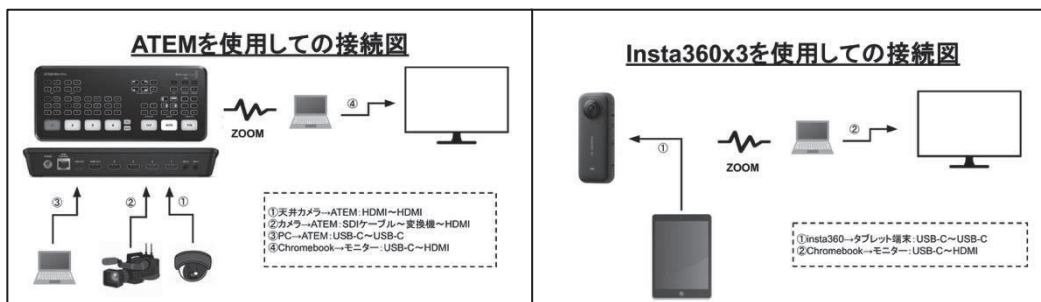 ATEMを使用しての接続図
ZOOM
④
③
②
①
①天井カメラ→ATEM:HDMI～HDMI
②カメラ→ATEM:SDIケーブル～変換機～HDMI
③PC→ATEM:USB-C～USB-C
④Chromebook→モニター:USB-C～HDMI
Insta360x3を使用しての接続図
①
ZOOM
②
①insta360→タブレット端末:USB-C～USB-C
②Chromebook→モニター:USB-C～HDMI